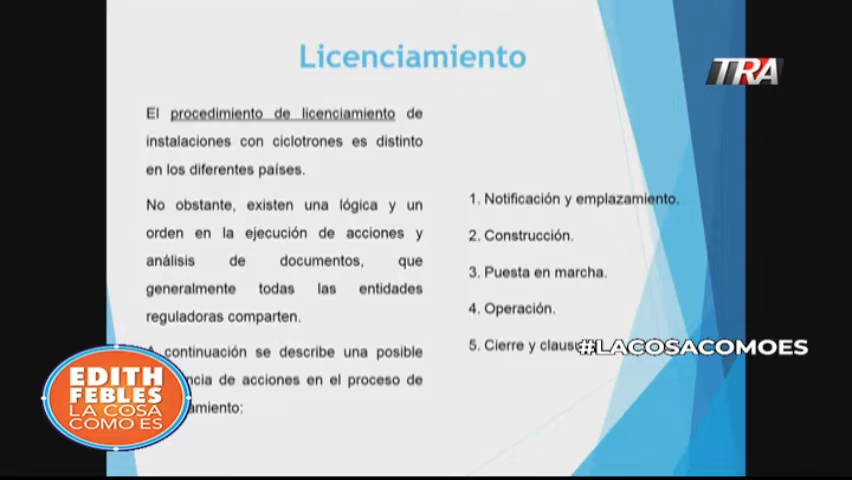 Licenciamiento
TRA
El procedimiento de licenciamiento de
instalaciones con ciclotrones es distinto
en los diferentes países.
No obstante, existen una lógica y un
orden en la ejecución de acciones y
análisis de documentos, que
generalmente todas las entidades
reguladoras comparten.
A continuación se describe una posible
de acciones en el proceso de
1. Notificación y emplazamiento.
2. Construcción.
3. Puesta en marcha.
4. Operación.
5. Cierre y
#LACOSACOMOES
EDITH
FEBLES
LA COSA
COMO ES